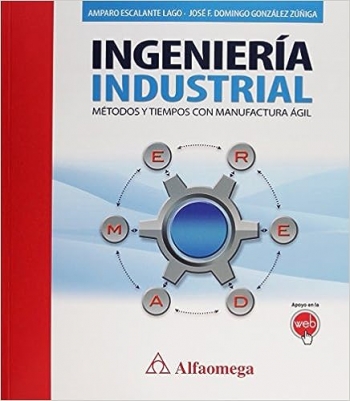 AMPARO ESCALANTE LAGO · JOSÉ F. DOMINGO GONZÁLEZ ZÚÑIGA
INGENIERÍA
INDUSTRIAL
MÉTODOS Y TIEMPOS CON MANUFACTURA ÁGIL
E R
M E
A D
Apoyo en la
web
Alfaomega